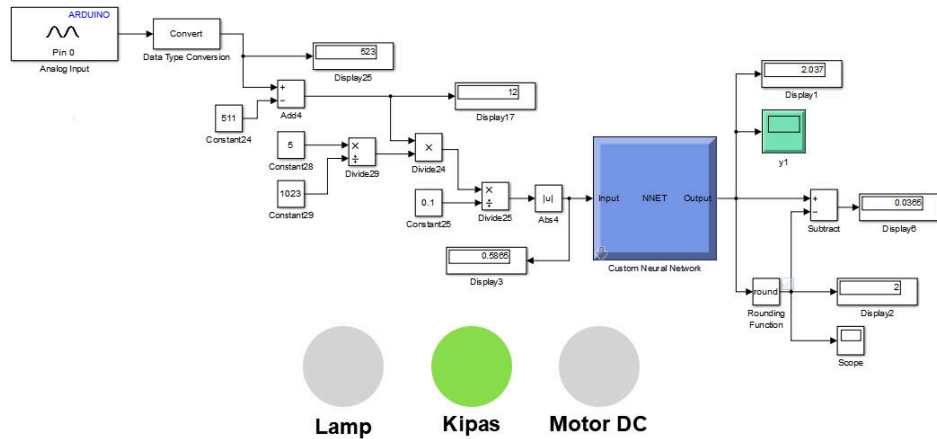 ARDUINO
Pin 0
Analog Input
Convert
Data Type Conversion
523
Display25
511
Constant24
+
−
Add4
12
Display17
5
Constant28
1023
Constant29
×
÷
Divide29
×
Divide24
0.1
Constant25
×
÷
Divide25
|u|
Abs4
0.5865
Display3
Input
NNET
Output
Custom Neural Network
2.037
Display1
y1
+
−
Subtract
0.0365
Display6
round
Rounding
Function
2
Display2
Scope
Lamp
Kipas
Motor DC